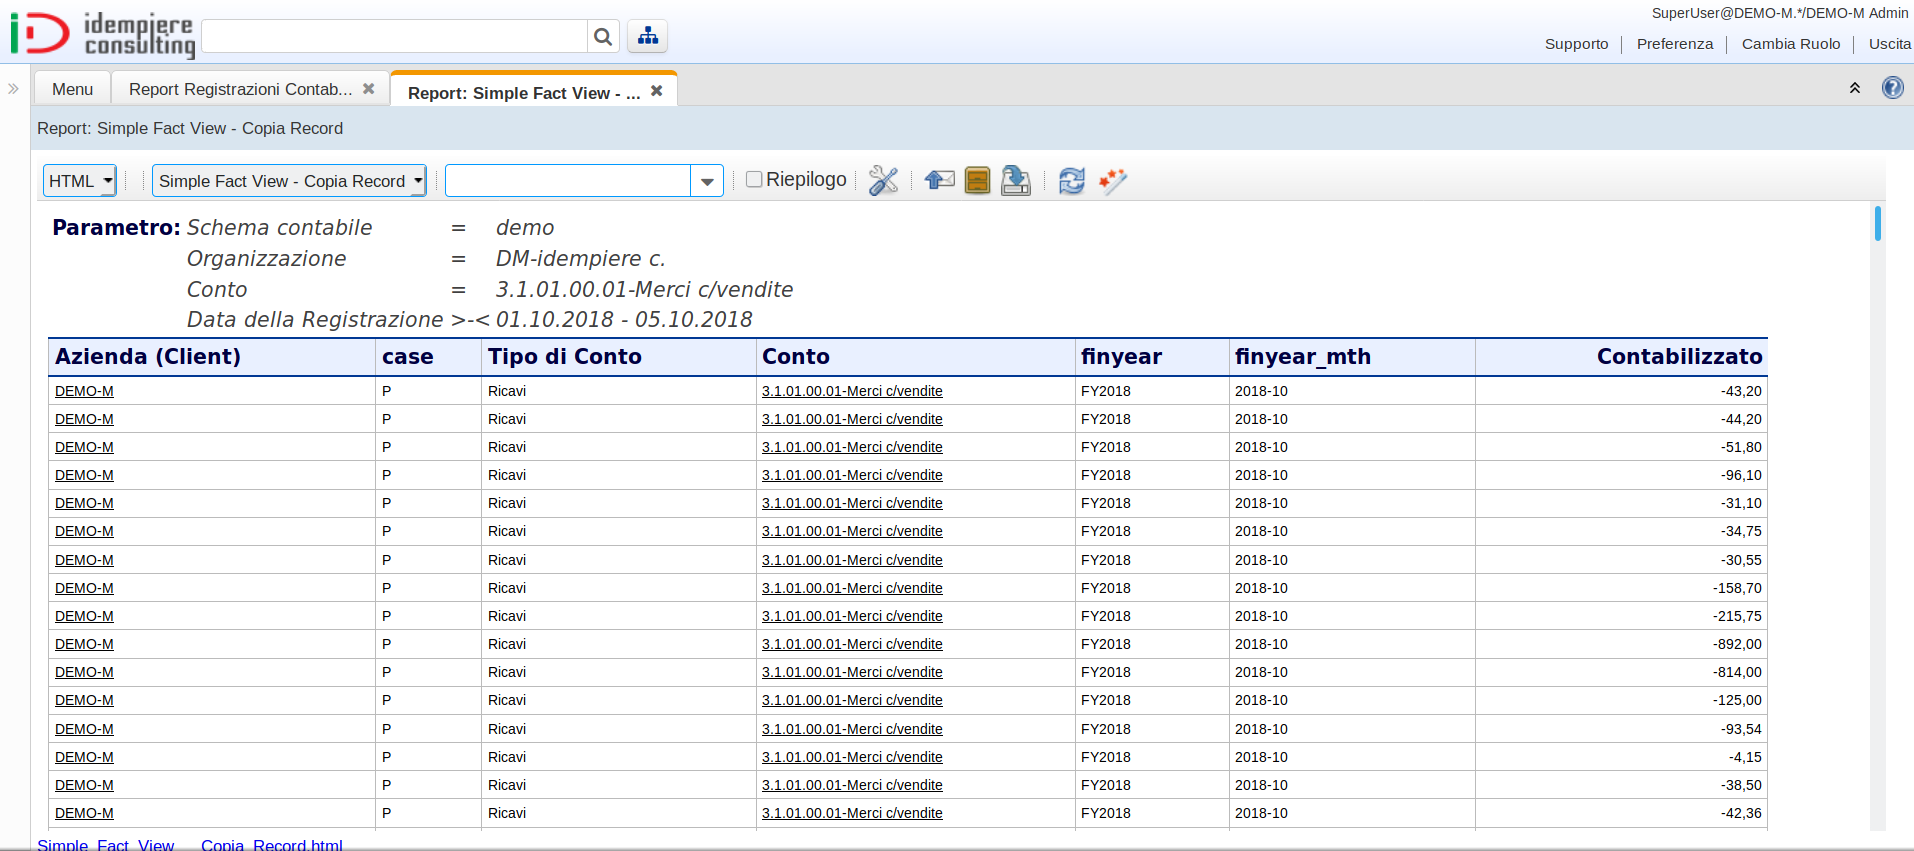 SuperUser@DEMO-M.*/DEMO-M Admin
idempiere
consulting
Supporto Preferenza Cambia Ruolo Uscita
Menu Report Registrazioni Contab... Report: Simple Fact View - ...
Report: Simple Fact View - Copia Record
HTML Simple Fact View - Copia Record Riepilogo
Parametro: Schema contabile = demo
Organizzazione = DM-idempiere c.
Conto = 3.1.01.00.01-Merci c/vendite
Data della Registrazione >-< 01.10.2018 - 05.10.2018
Azienda (Client) case Tipo di Conto Conto finyear finyear_mth Contabilizzato
DEMO-M P Ricavi 3.1.01.00.01-Merci c/vendite FY2018 2018-10 -43,20
DEMO-M P Ricavi 3.1.01.00.01-Merci c/vendite FY2018 2018-10 -44,20
DEMO-M P Ricavi 3.1.01.00.01-Merci c/vendite FY2018 2018-10 -51,80
DEMO-M P Ricavi 3.1.01.00.01-Merci c/vendite FY2018 2018-10 -96,10
DEMO-M P Ricavi 3.1.01.00.01-Merci c/vendite FY2018 2018-10 -31,10
DEMO-M P Ricavi 3.1.01.00.01-Merci c/vendite FY2018 2018-10 -34,75
DEMO-M P Ricavi 3.1.01.00.01-Merci c/vendite FY2018 2018-10 -30,55
DEMO-M P Ricavi 3.1.01.00.01-Merci c/vendite FY2018 2018-10 -158,70
DEMO-M P Ricavi 3.1.01.00.01-Merci c/vendite FY2018 2018-10 -215,75
DEMO-M P Ricavi 3.1.01.00.01-Merci c/vendite FY2018 2018-10 -892,00
DEMO-M P Ricavi 3.1.01.00.01-Merci c/vendite FY2018 2018-10 -814,00
DEMO-M P Ricavi 3.1.01.00.01-Merci c/vendite FY2018 2018-10 -125,00
DEMO-M P Ricavi 3.1.01.00.01-Merci c/vendite FY2018 2018-10 -93,54
DEMO-M P Ricavi 3.1.01.00.01-Merci c/vendite FY2018 2018-10 -4,15
DEMO-M P Ricavi 3.1.01.00.01-Merci c/vendite FY2018 2018-10 -38,50
DEMO-M P Ricavi 3.1.01.00.01-Merci c/vendite FY2018 2018-10 -42,36
Simple_Fact_View___Copia_Record.html